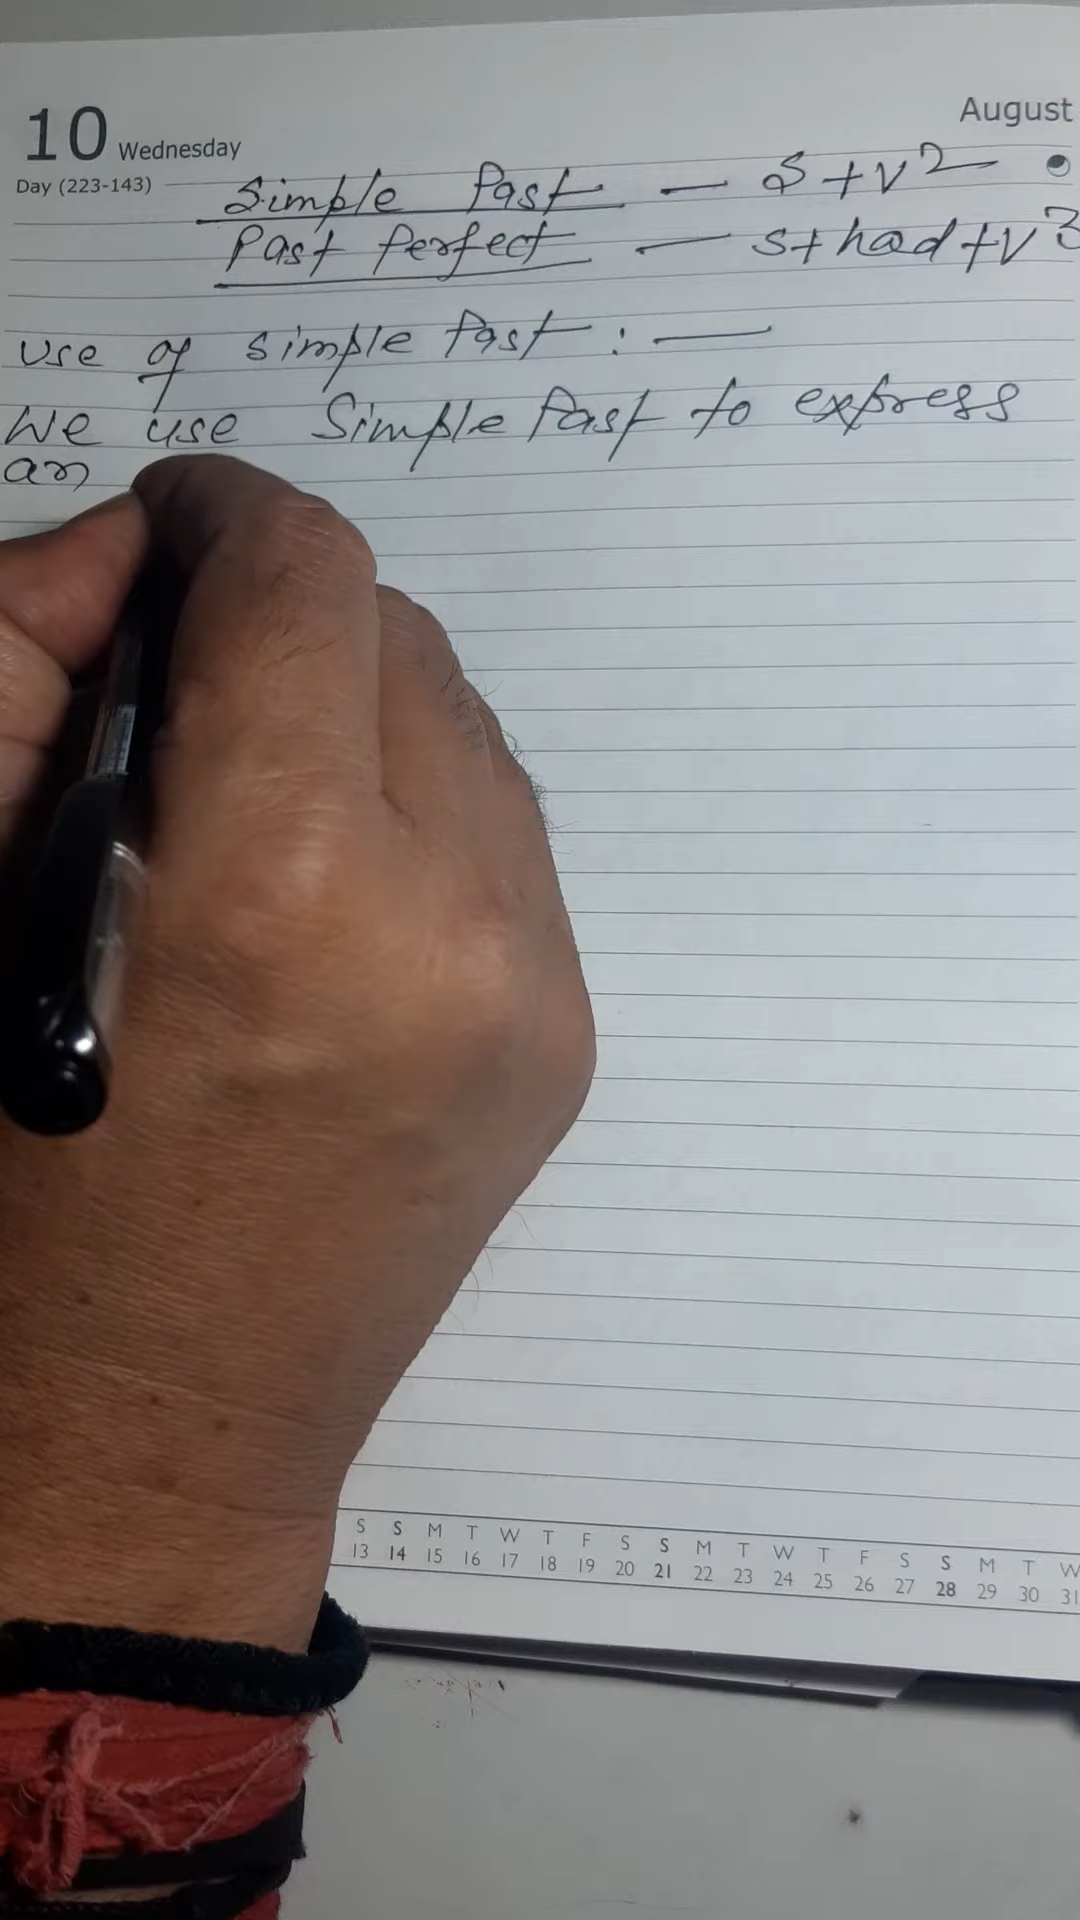 August
10 Wednesday
Day (223-143)
Simple Past — S+V2
Past Perfect — S+had+V3
use of simple Past : —
We use Simple Past to express
an
S S M T W T F S S M T W T F S S M T W
13 14 15 16 17 18 19 20 21 22 23 24 25 26 27 28 29 30 31